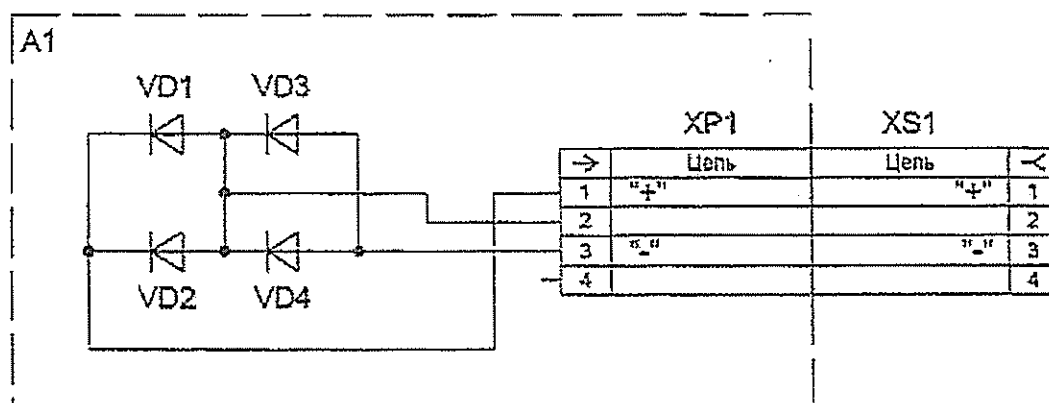 A1
VD1 VD3
XP1 XS1
Цепь Цепь
1 "+" "+" 1
2 2
3 "-" "-" 3
4 4
VD2 VD4